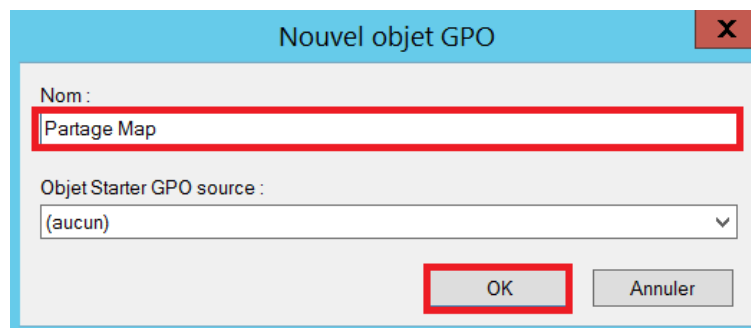 Nouvel objet GPO
X
Nom :
Partage Map
Objet Starter GPO source :
(aucun)
OK
Annuler